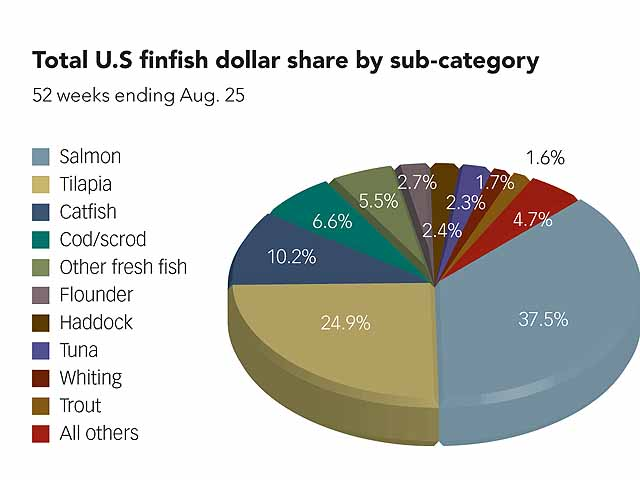 Total U.S finfish dollar share by sub-category
52 weeks ending Aug. 25
Salmon
Tilapia
Catfish
Cod/scrod
Other fresh fish
Flounder
Haddock
Tuna
Whiting
Trout
All others
37.5%
24.9%
10.2%
6.6%
5.5%
2.7%
2.4%
2.3%
1.7%
1.6%
4.7%